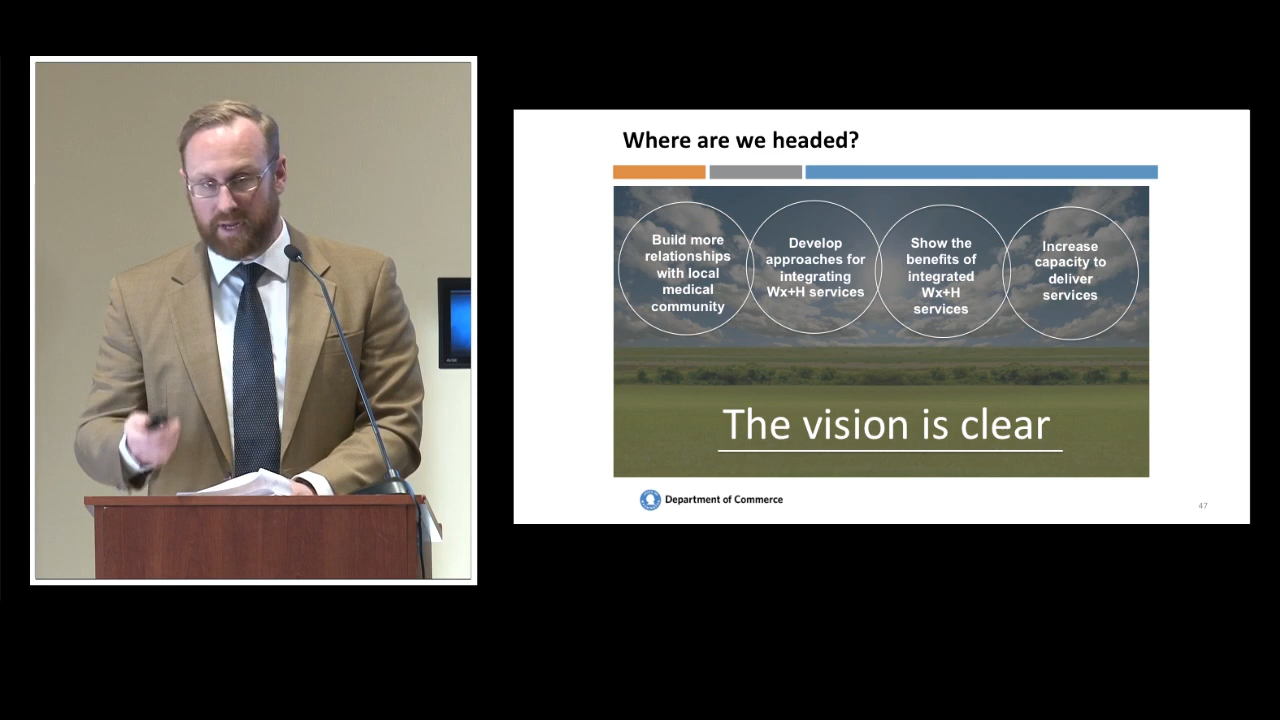 Where are we headed?
Build more
relationships
with local
medical
community
Develop
approaches for
integrating
Wx+H services
Show the
benefits of
integrated
Wx+H
services
Increase
capacity to
deliver
services
The vision is clear
Department of Commerce
47